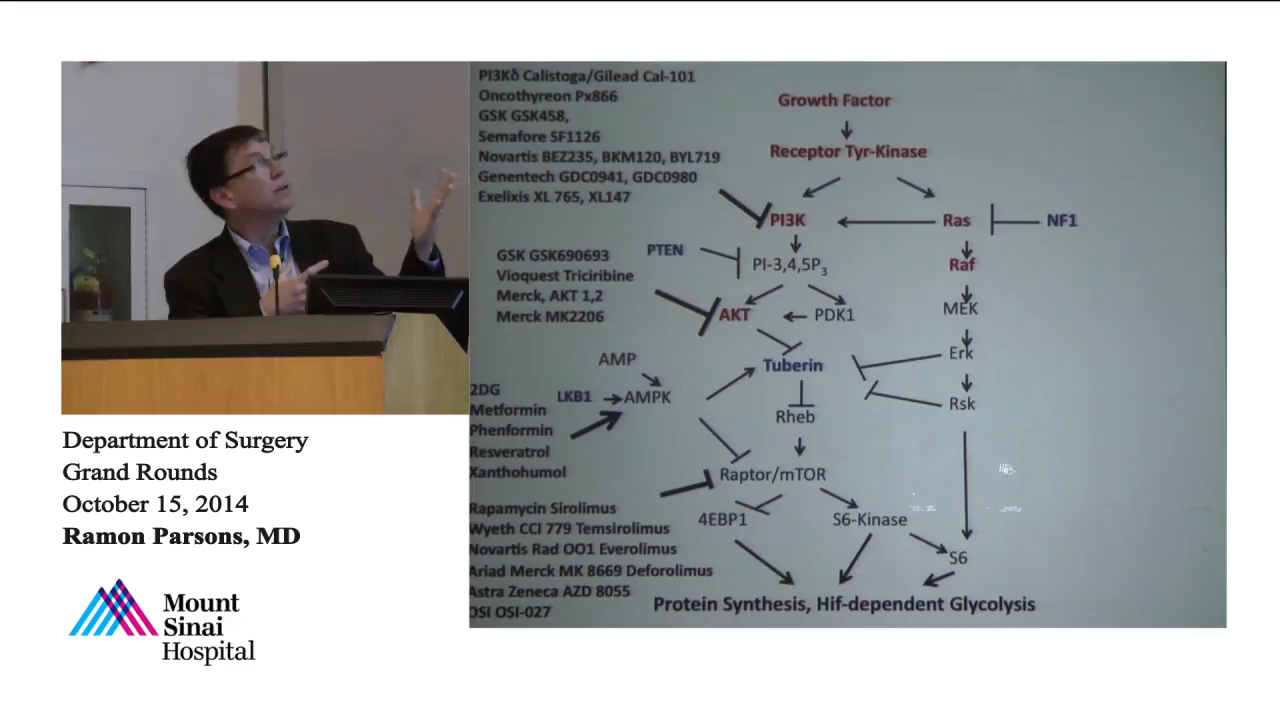 PI3Kδ Calistoga/Gilead Cal-101
Oncothyreon Px866
GSK GSK458,
Semafore SF1126
Novartis BEZ235, BKM120, BYL719
Genentech GDC0941, GDC0980
Exelixis XL 765, XL147
Growth Factor
Receptor Tyr-Kinase
PI3K
Ras
NF1
PTEN
PI-3,4,5P₃
Raf
GSK GSK690693
Vioquest Triciribine
Merck, AKT 1,2
Merck MK2206
AKT
PDK1
MEK
AMP
Tuberin
Erk
2DG
Metformin
Phenformin
Resveratrol
Xanthohumol
LKB1
AMPK
Rheb
Rsk
Raptor/mTOR
Rapamycin Sirolimus
Wyeth CCI 779 Temsirolimus
Novartis Rad OO1 Everolimus
Ariad Merck MK 8669 Deforolimus
Astra Zeneca AZD 8055
OSI OSI-027
4EBP1
S6-Kinase
S6
Protein Synthesis, Hif-dependent Glycolysis
Department of Surgery
Grand Rounds
October 15, 2014
Ramon Parsons, MD
Mount
Sinai
Hospital